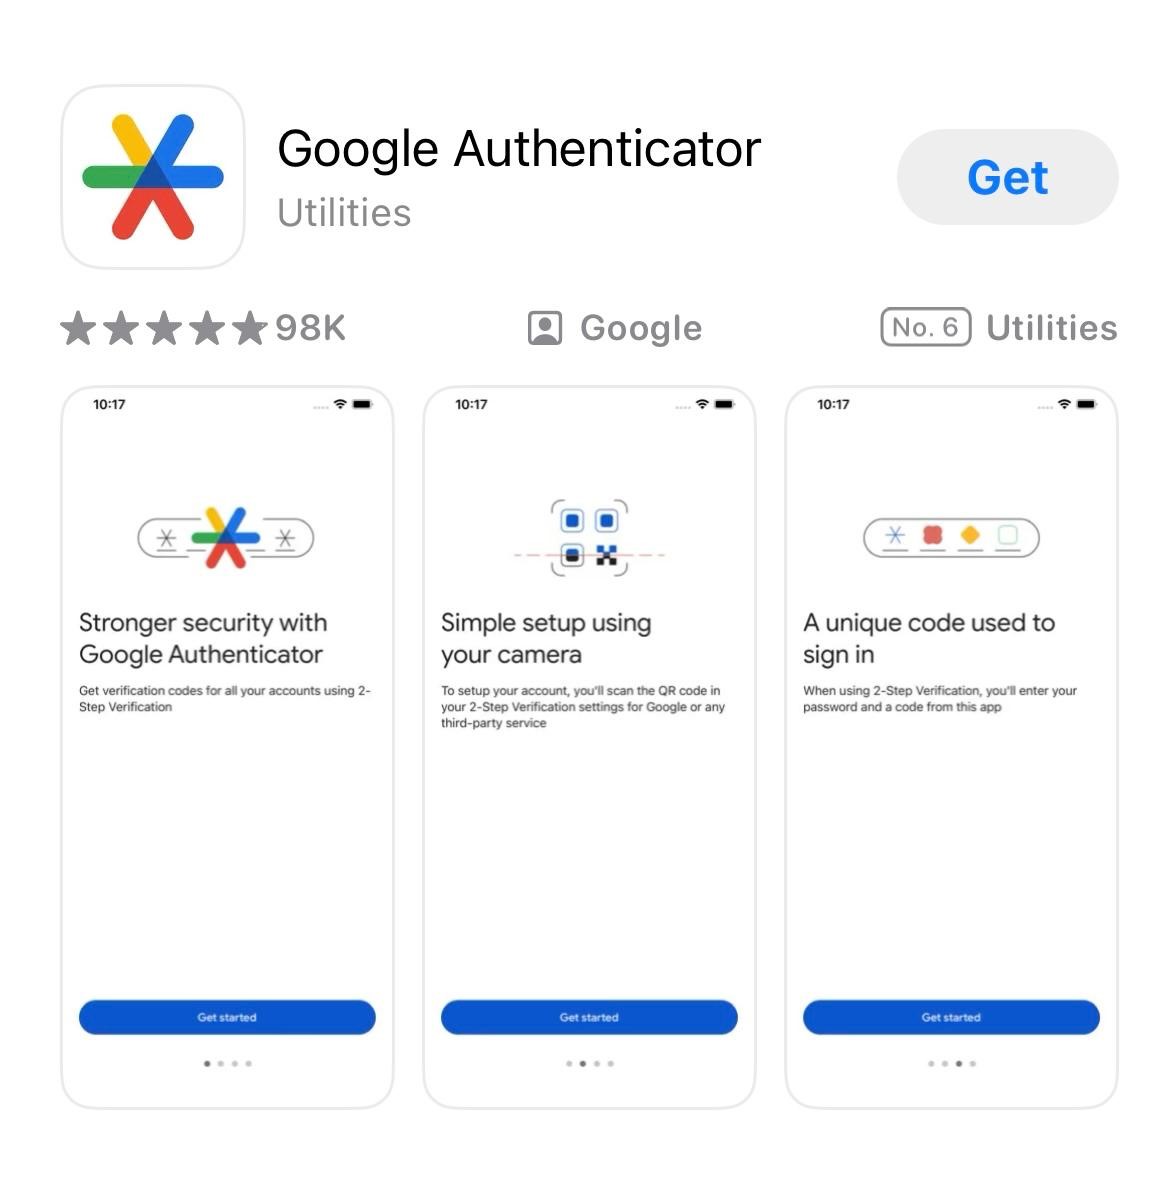 Google Authenticator
Utilities
Get
98K
Google
No. 6 Utilities
10:17
Stronger security with
Google Authenticator
Get verification codes for all your accounts using 2-
Step Verification
Get started
10:17
Simple setup using
your camera
To setup your account, you'll scan the QR code in
your 2-Step Verification settings for Google or any
third-party service
Get started
10:17
A unique code used to
sign in
When using 2-Step Verification, you'll enter your
password and a code from this app
Get started